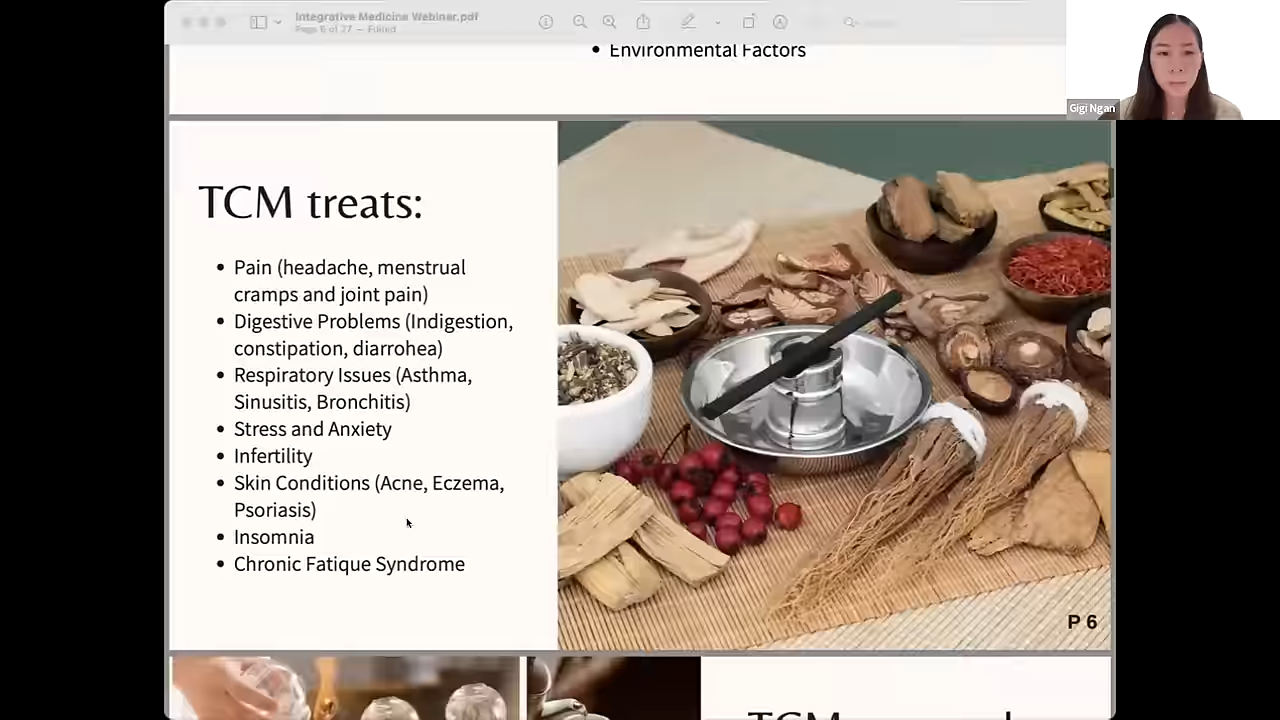 Integrative Medicine Webinar.pdf
Page 6 of 27 — Edited
Environmental Factors
Gigi Ngan
TCM treats:
• Pain (headache, menstrual
cramps and joint pain)
• Digestive Problems (Indigestion,
constipation, diarrohea)
• Respiratory Issues (Asthma,
Sinusitis, Bronchitis)
• Stress and Anxiety
• Infertility
• Skin Conditions (Acne, Eczema,
Psoriasis)
• Insomnia
• Chronic Fatique Syndrome
P 6
TCM